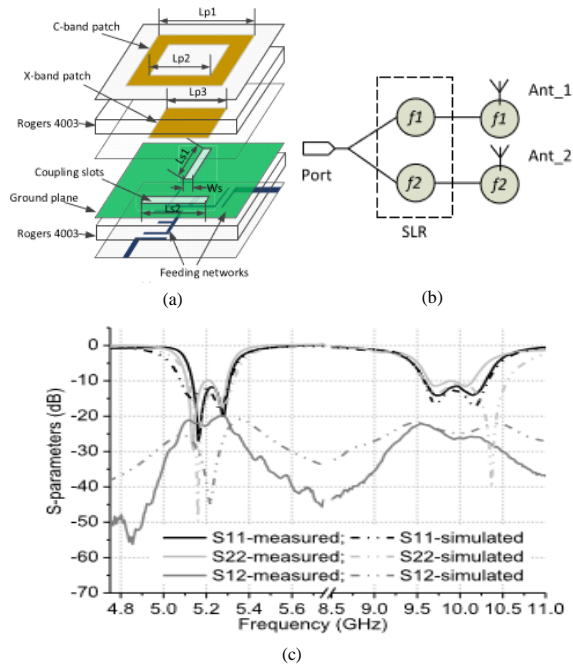 C-band patch
Lp1
Lp2
X-band patch
Lp3
Rogers 4003
Ls1
Coupling slots
Ws
Ground plane
Ls2
Rogers 4003
Feeding networks
(a)
Port
f1
f2
SLR
f1
f2
Ant_1
Ant_2
(b)
S-parameters (dB)
0
-10
-20
-30
-40
-50
-60
-70
S11-measured; S11-simulated
S22-measured; S22-simulated
S12-measured; S12-simulated
4.8 5.0 5.2 5.4 5.6 8.5 9.0 9.5 10.0 10.5 11.0
Frequency (GHz)
(c)